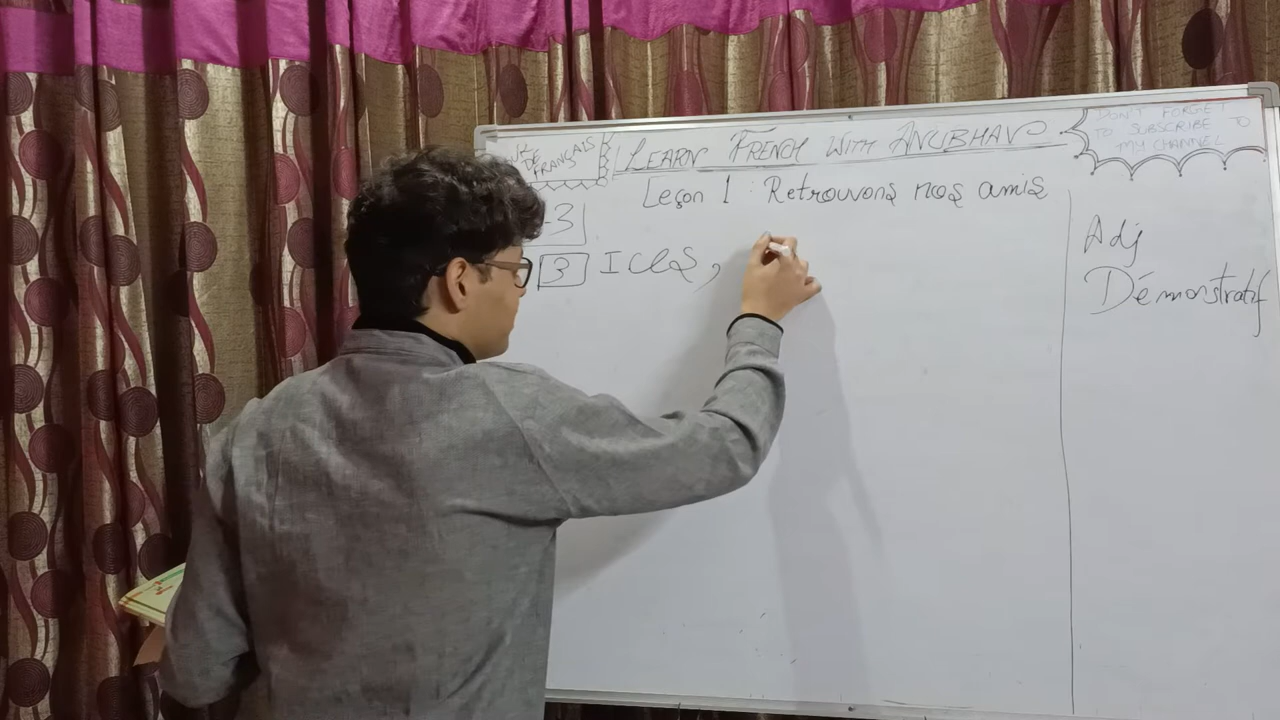 FRANÇAIS
LEARN FRENCH WITH ANUBHAV
DON'T FORGET
TO SUBSCRIBE TO
MY CHANNEL
Leçon 1 : Retrouvons nos amis
-3
3
Adj
Démonstratif